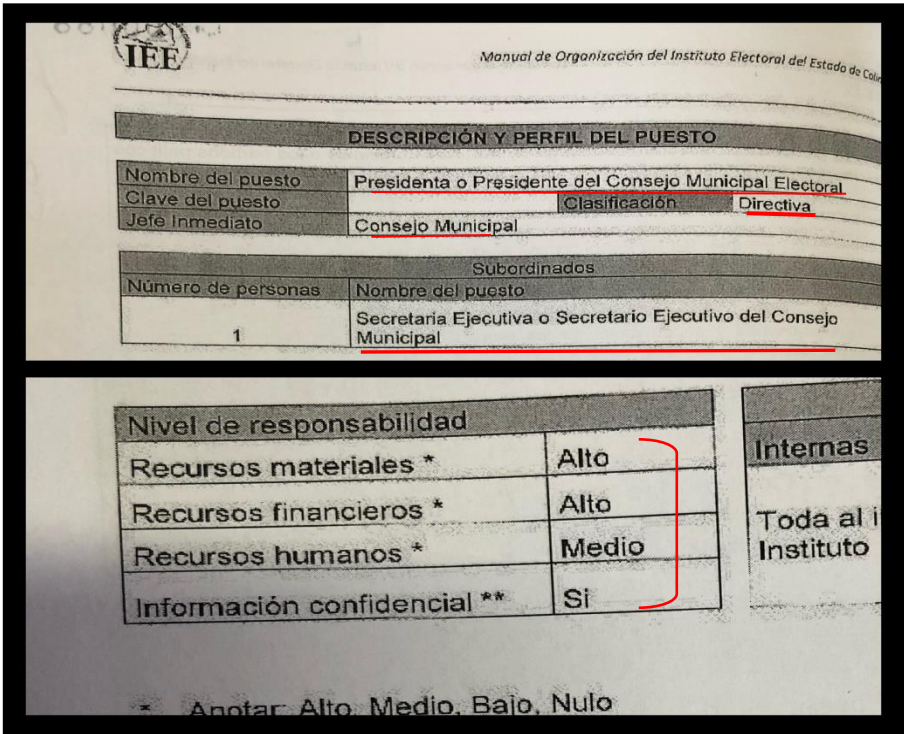 IEE
Manual de Organización del Instituto Electoral del Estado de
DESCRIPCIÓN Y PERFIL DEL PUESTO
Nombre del puesto Presidenta o Presidente del Consejo Municipal Electoral
Clave del puesto Clasificación Directiva
Jefe Inmediato Consejo Municipal
Subordinados
Número de personas Nombre del puesto
1 Secretaria Ejecutiva o Secretario Ejecutivo del Consejo
Municipal
Nivel de responsabilidad
Recursos materiales * Alto
Recursos financieros * Alto
Recursos humanos * Medio
Información confidencial ** Si
Internas
Toda al
Instituto
* Anotar: Alto, Medio, Bajo, Nulo